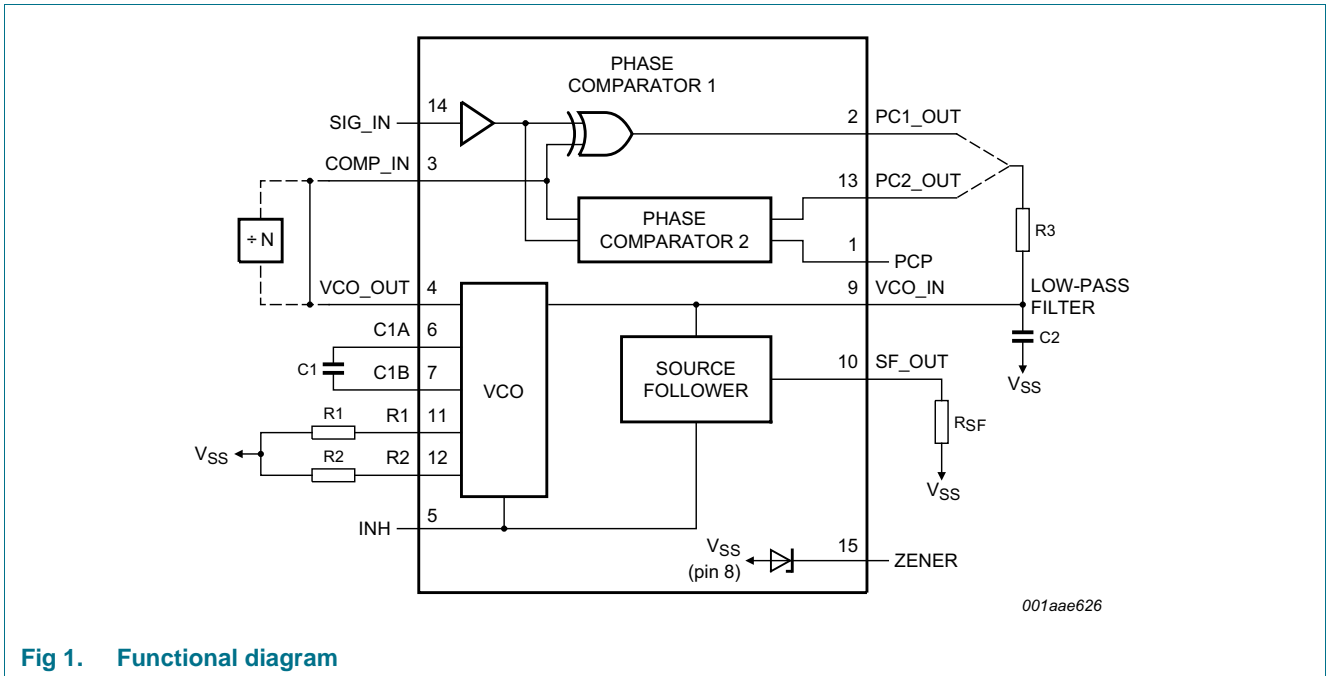 PHASE
COMPARATOR 1
14
SIG_IN
2 PC1_OUT
COMP_IN 3
13 PC2_OUT
÷ N
PHASE
COMPARATOR 2
R3
1
PCP
VCO_OUT 4
9 VCO_IN
LOW-PASS
FILTER
C1A 6
C2
C1
C1B 7
VCO
SOURCE
FOLLOWER
10 SF_OUT
VSS
R1 R1 11
RSF
VSS
R2 R2 12
VSS
INH 5
VSS
(pin 8)
15
ZENER
001aae626
Fig 1. Functional diagram